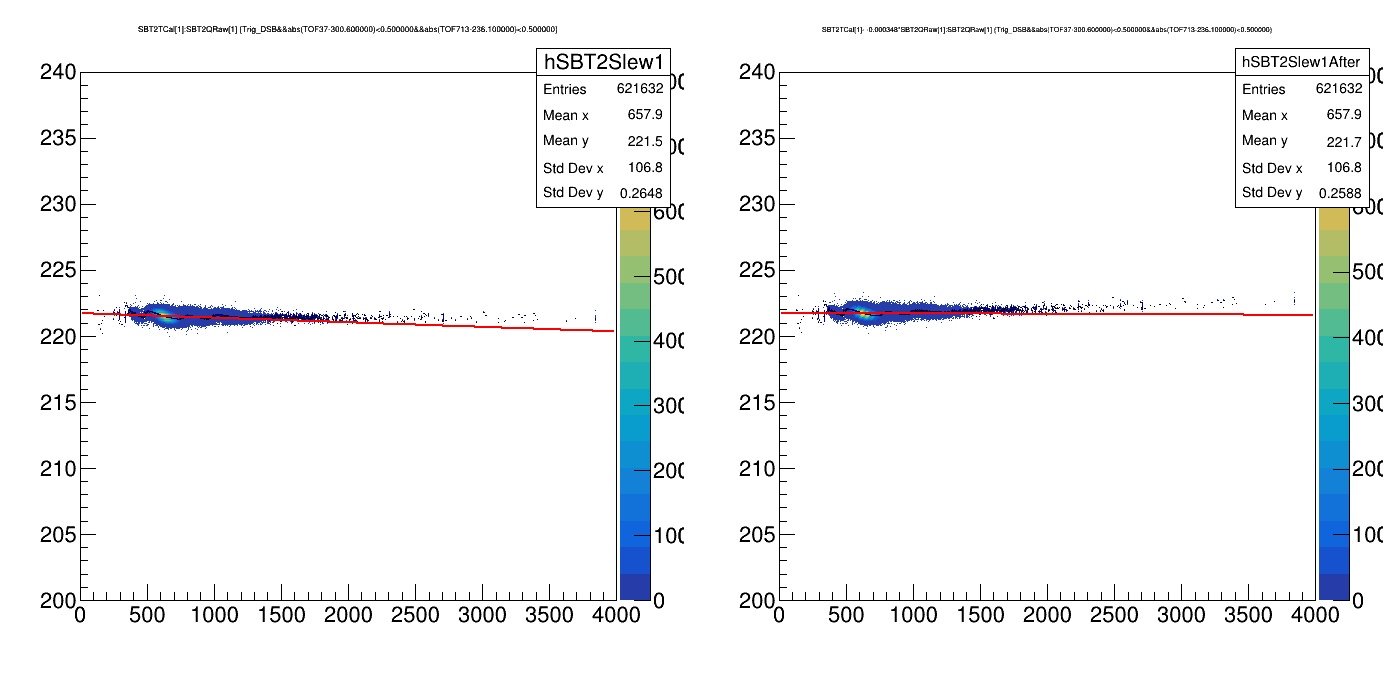 SBT2TCal[1]:SBT2QRaw[1] {Trig_DSB&&abs(TOF37-300.600000)<0.500000&&abs(TOF713-236.100000)<0.500000}
hSBT2Slew1
Entries 621632
Mean x 657.9
Mean y 221.5
Std Dev x 106.8
Std Dev y 0.2648
240
235
230
225
220
215
210
205
200
0 500 1000 1500 2000 2500 3000 3500 4000
600
500
400
300
200
100
0
SBT2TCal[1]- -0.000348*SBT2QRaw[1]:SBT2QRaw[1] {Trig_DSB&&abs(TOF37-300.600000)<0.500000&&abs(TOF713-236.100000)<0.500000}
hSBT2Slew1After
Entries 621632
Mean x 657.9
Mean y 221.7
Std Dev x 106.8
Std Dev y 0.2588
240
235
230
225
220
215
210
205
200
0 500 1000 1500 2000 2500 3000 3500 4000
600
500
400
300
200
100
0